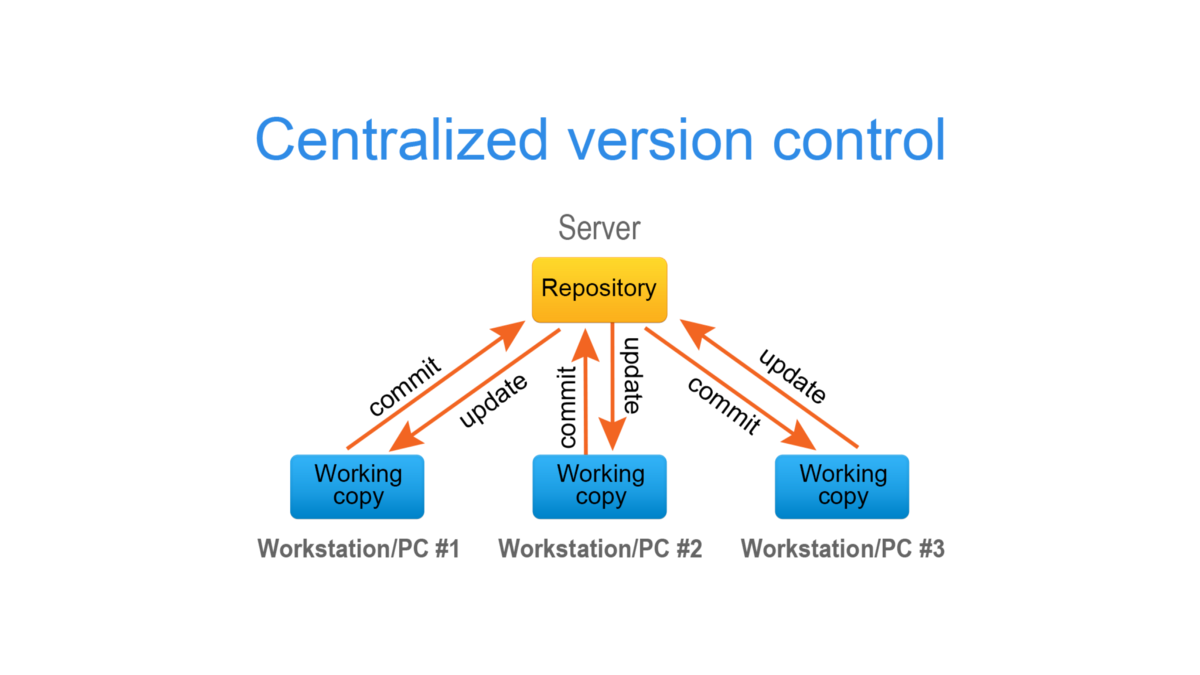 Centralized version control
Server
Repository
commit
update
commit
update
commit
update
Working
copy
Working
copy
Working
copy
Workstation/PC #1
Workstation/PC #2
Workstation/PC #3